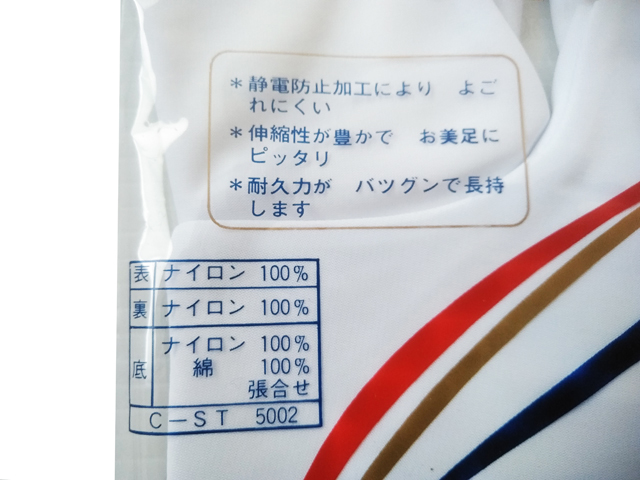 ＊静電防止加工により　よご
れにくい
＊伸縮性が豊かで　お美足に
ピッタリ
＊耐久力が　バツグンで長持
します
表 ナイロン 100%
裏 ナイロン 100%
ナイロン 100%
底 綿 100%
張合せ
C－ST 5002